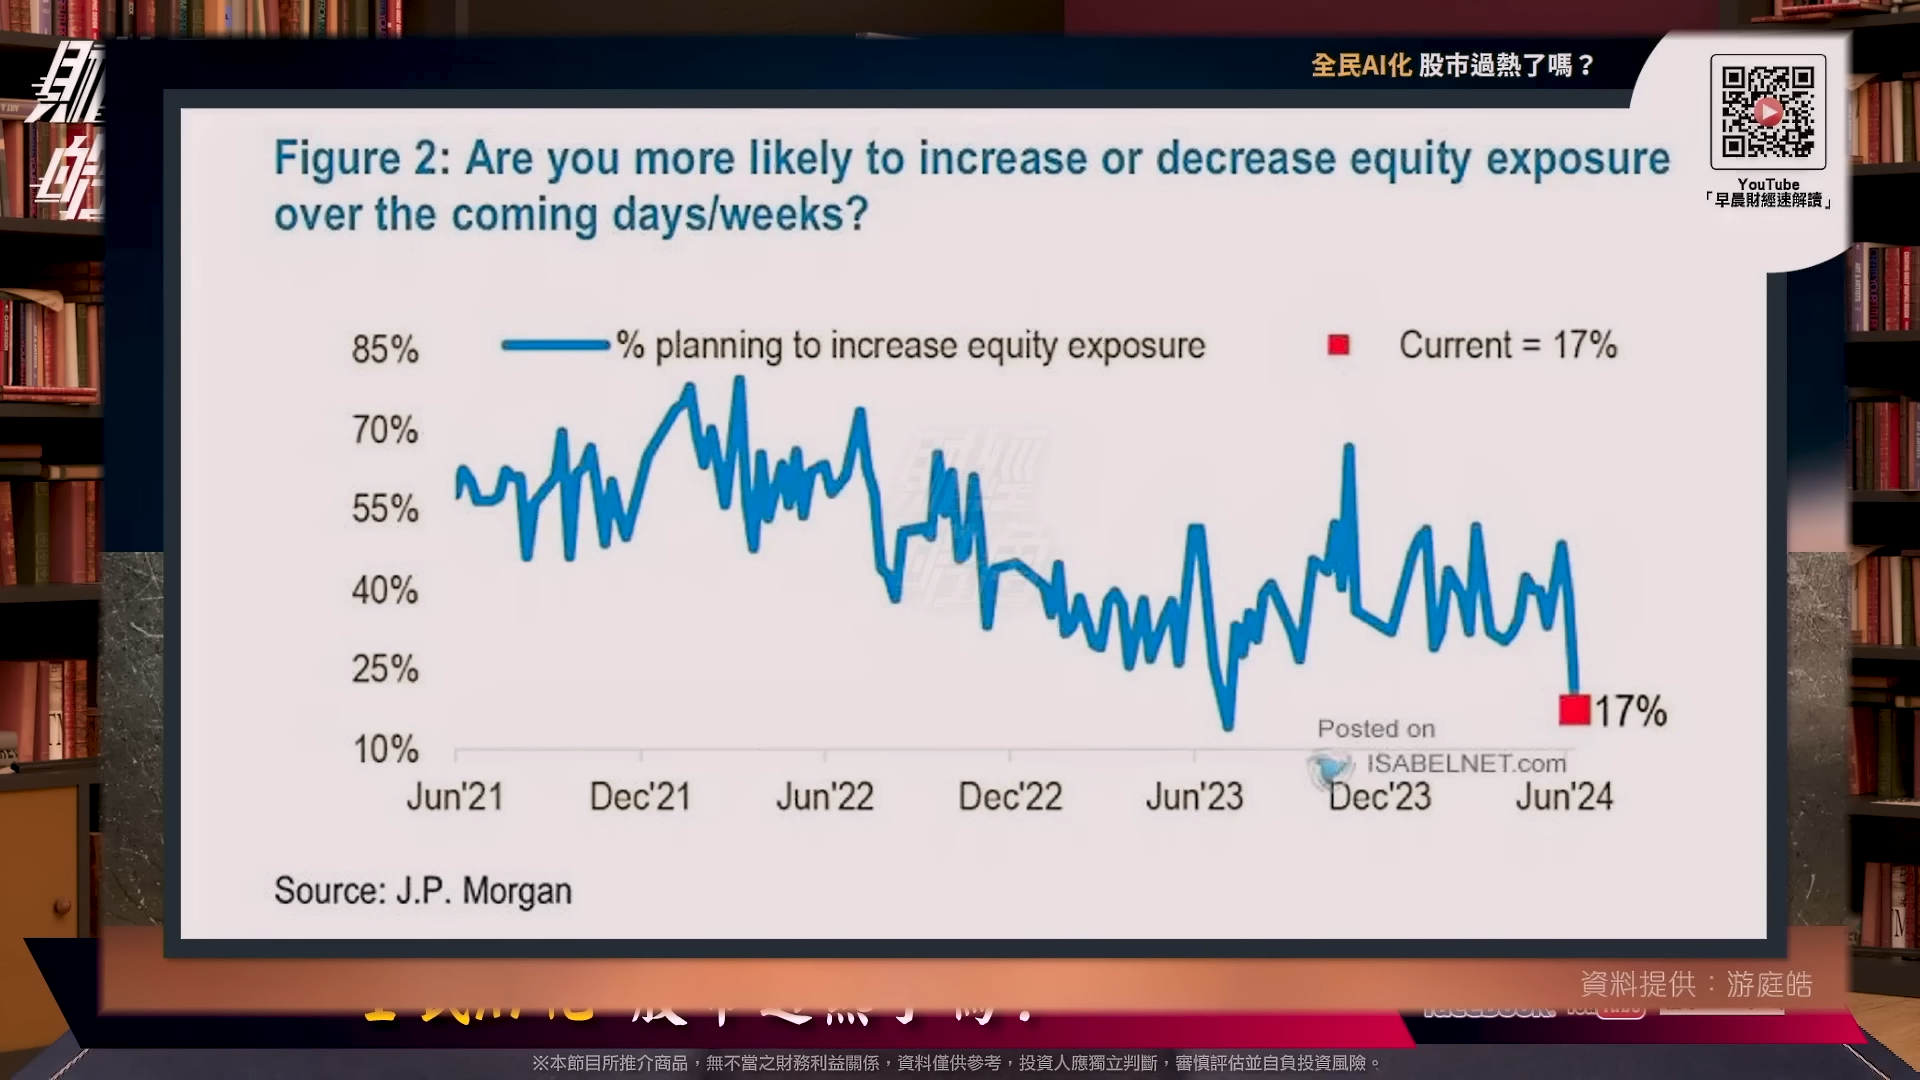 全民AI化 股市過熱了嗎？
YouTube
「早晨財經速解讀」
Figure 2: Are you more likely to increase or decrease equity exposure
over the coming days/weeks?
% planning to increase equity exposure
Current = 17%
85%
70%
55%
40%
25%
10%
17%
Posted on
ISABELNET.com
Jun'21 Dec'21 Jun'22 Dec'22 Jun'23 Dec'23 Jun'24
Source: J.P. Morgan
資料提供：游庭皓
※本節目所推介商品，無不當之財務利益關係，資料僅供參考，投資人應獨立判斷，審慎評估並自負投資風險。